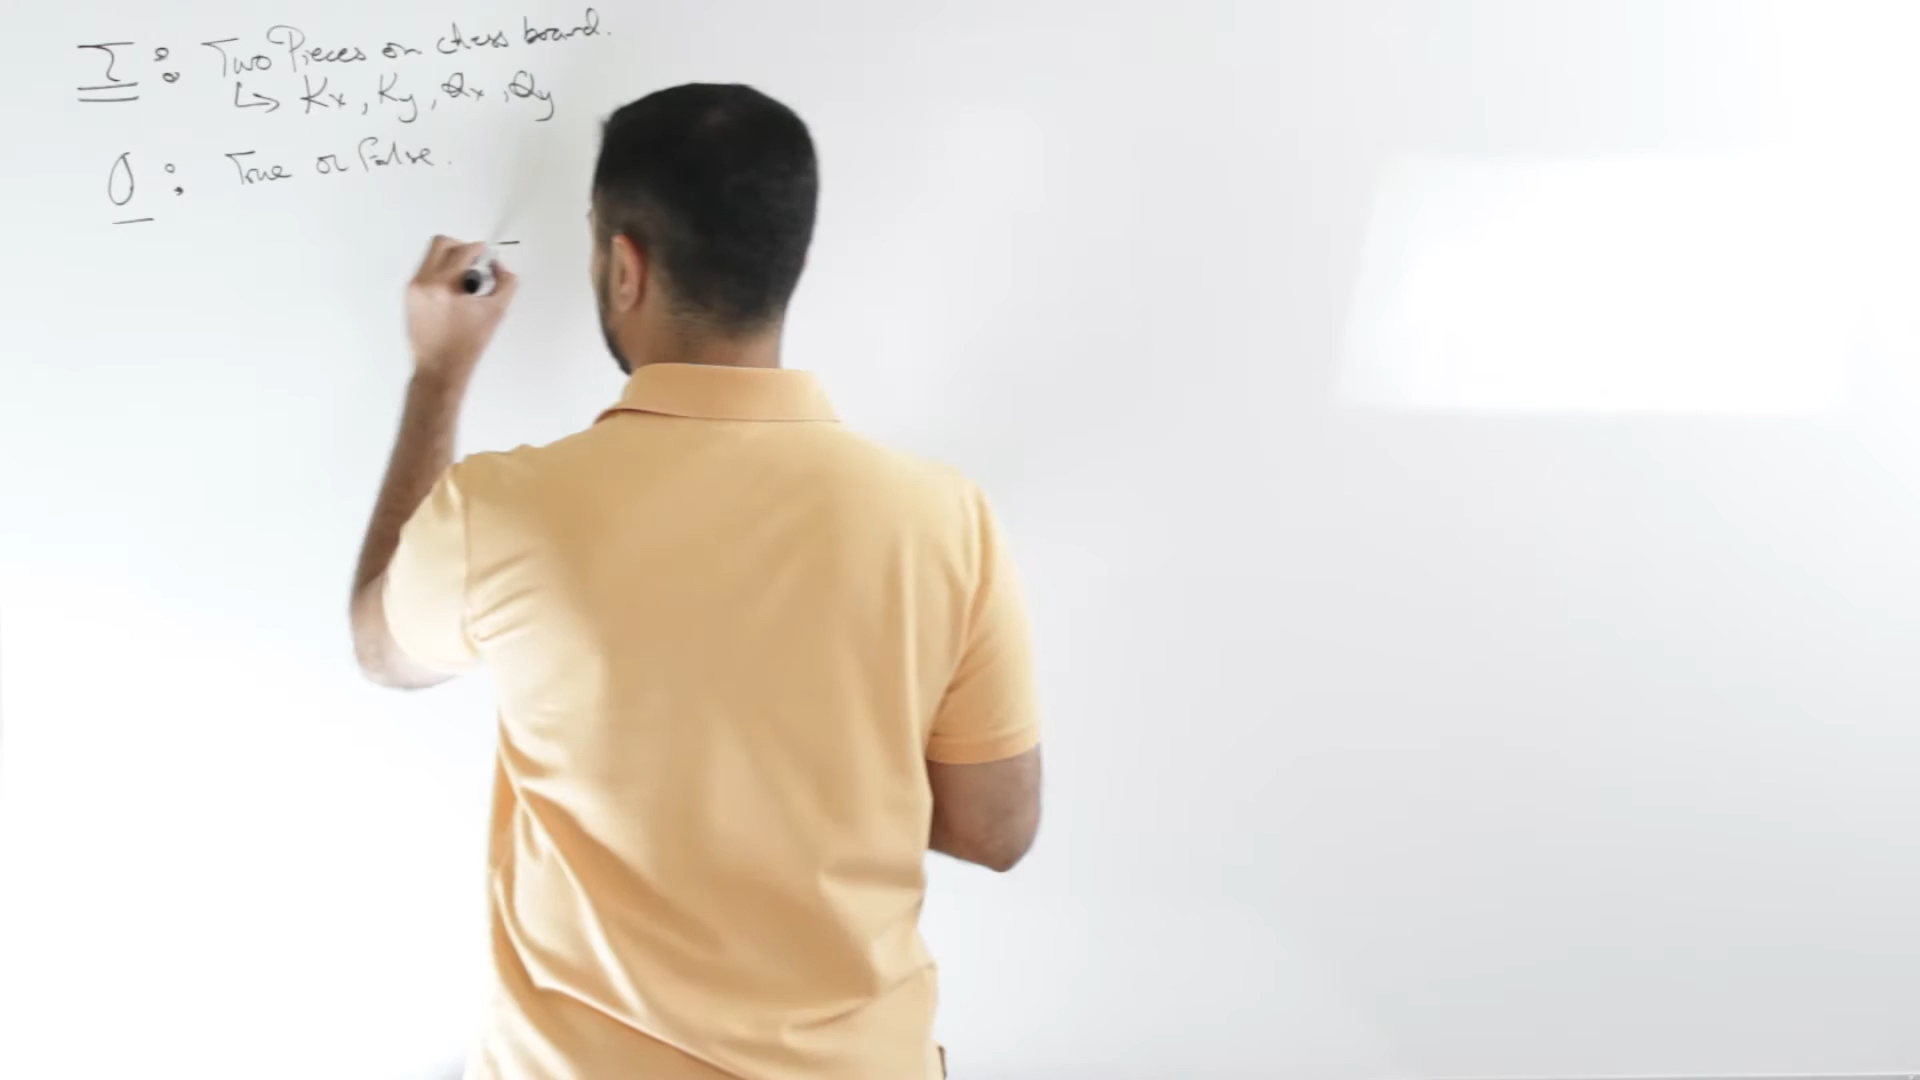 I : Two Pieces on chess board.
↳ Kx, Ky, Qx, Qy
O : True or False.